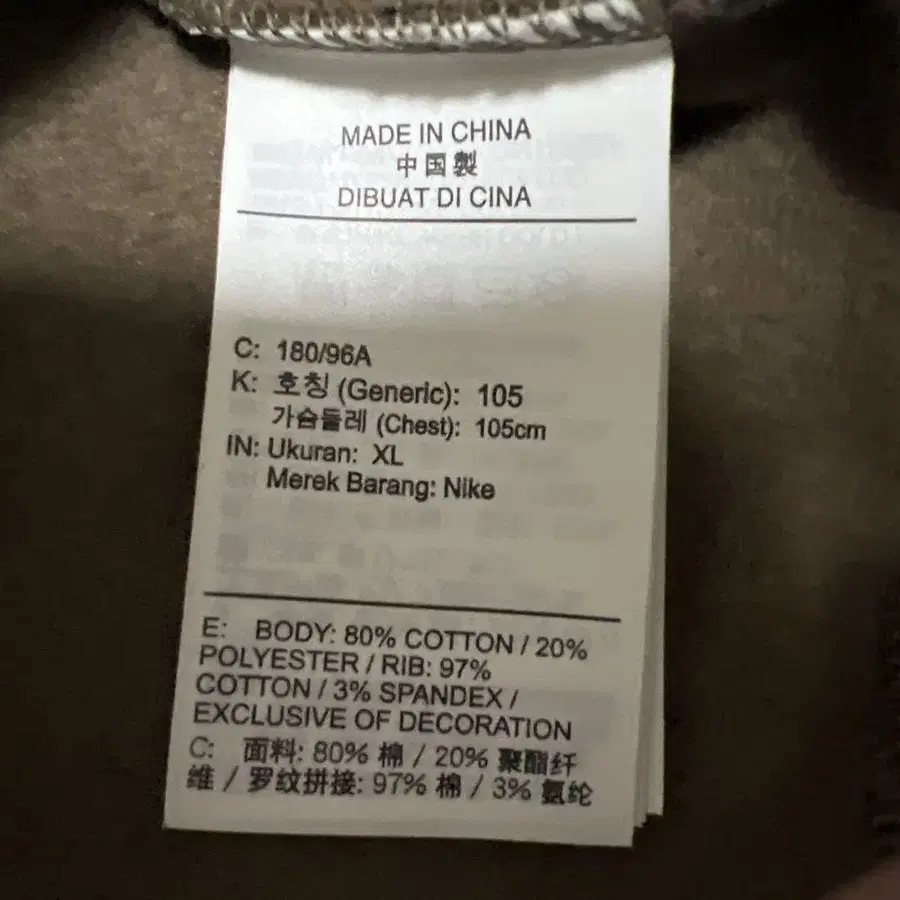 MADE IN CHINA
中国製
DIBUAT DI CINA
C: 180/96A
K: 호칭 (Generic): 105
가슴둘레 (Chest): 105cm
IN: Ukuran: XL
Merek Barang: Nike
E: BODY: 80% COTTON / 20%
POLYESTER / RIB: 97%
COTTON / 3% SPANDEX /
EXCLUSIVE OF DECORATION
C: 面料: 80% 棉 / 20% 聚酯纤
维 / 罗纹拼接: 97% 棉 / 3% 氨纶